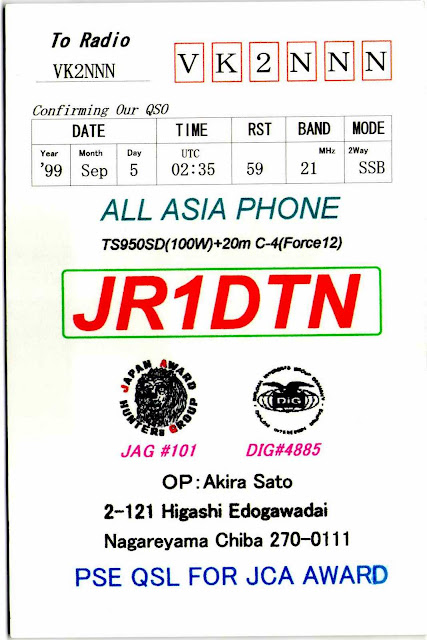 To Radio
VK2NNN
V K 2 N N N
Confirming Our QSO
DATE TIME RST BAND MODE
Year Month Day UTC MHz 2Way
'99 Sep 5 02:35 59 21 SSB
ALL ASIA PHONE
TS950SD(100W)+20m C-4(Force12)
JR1DTN
JAPAN AWARD
HUNTERS GROUP
DIG
JAG #101
DIG#4885
OP:Akira Sato
2-121 Higashi Edogawadai
Nagareyama Chiba 270-0111
PSE QSL FOR JCA AWARD